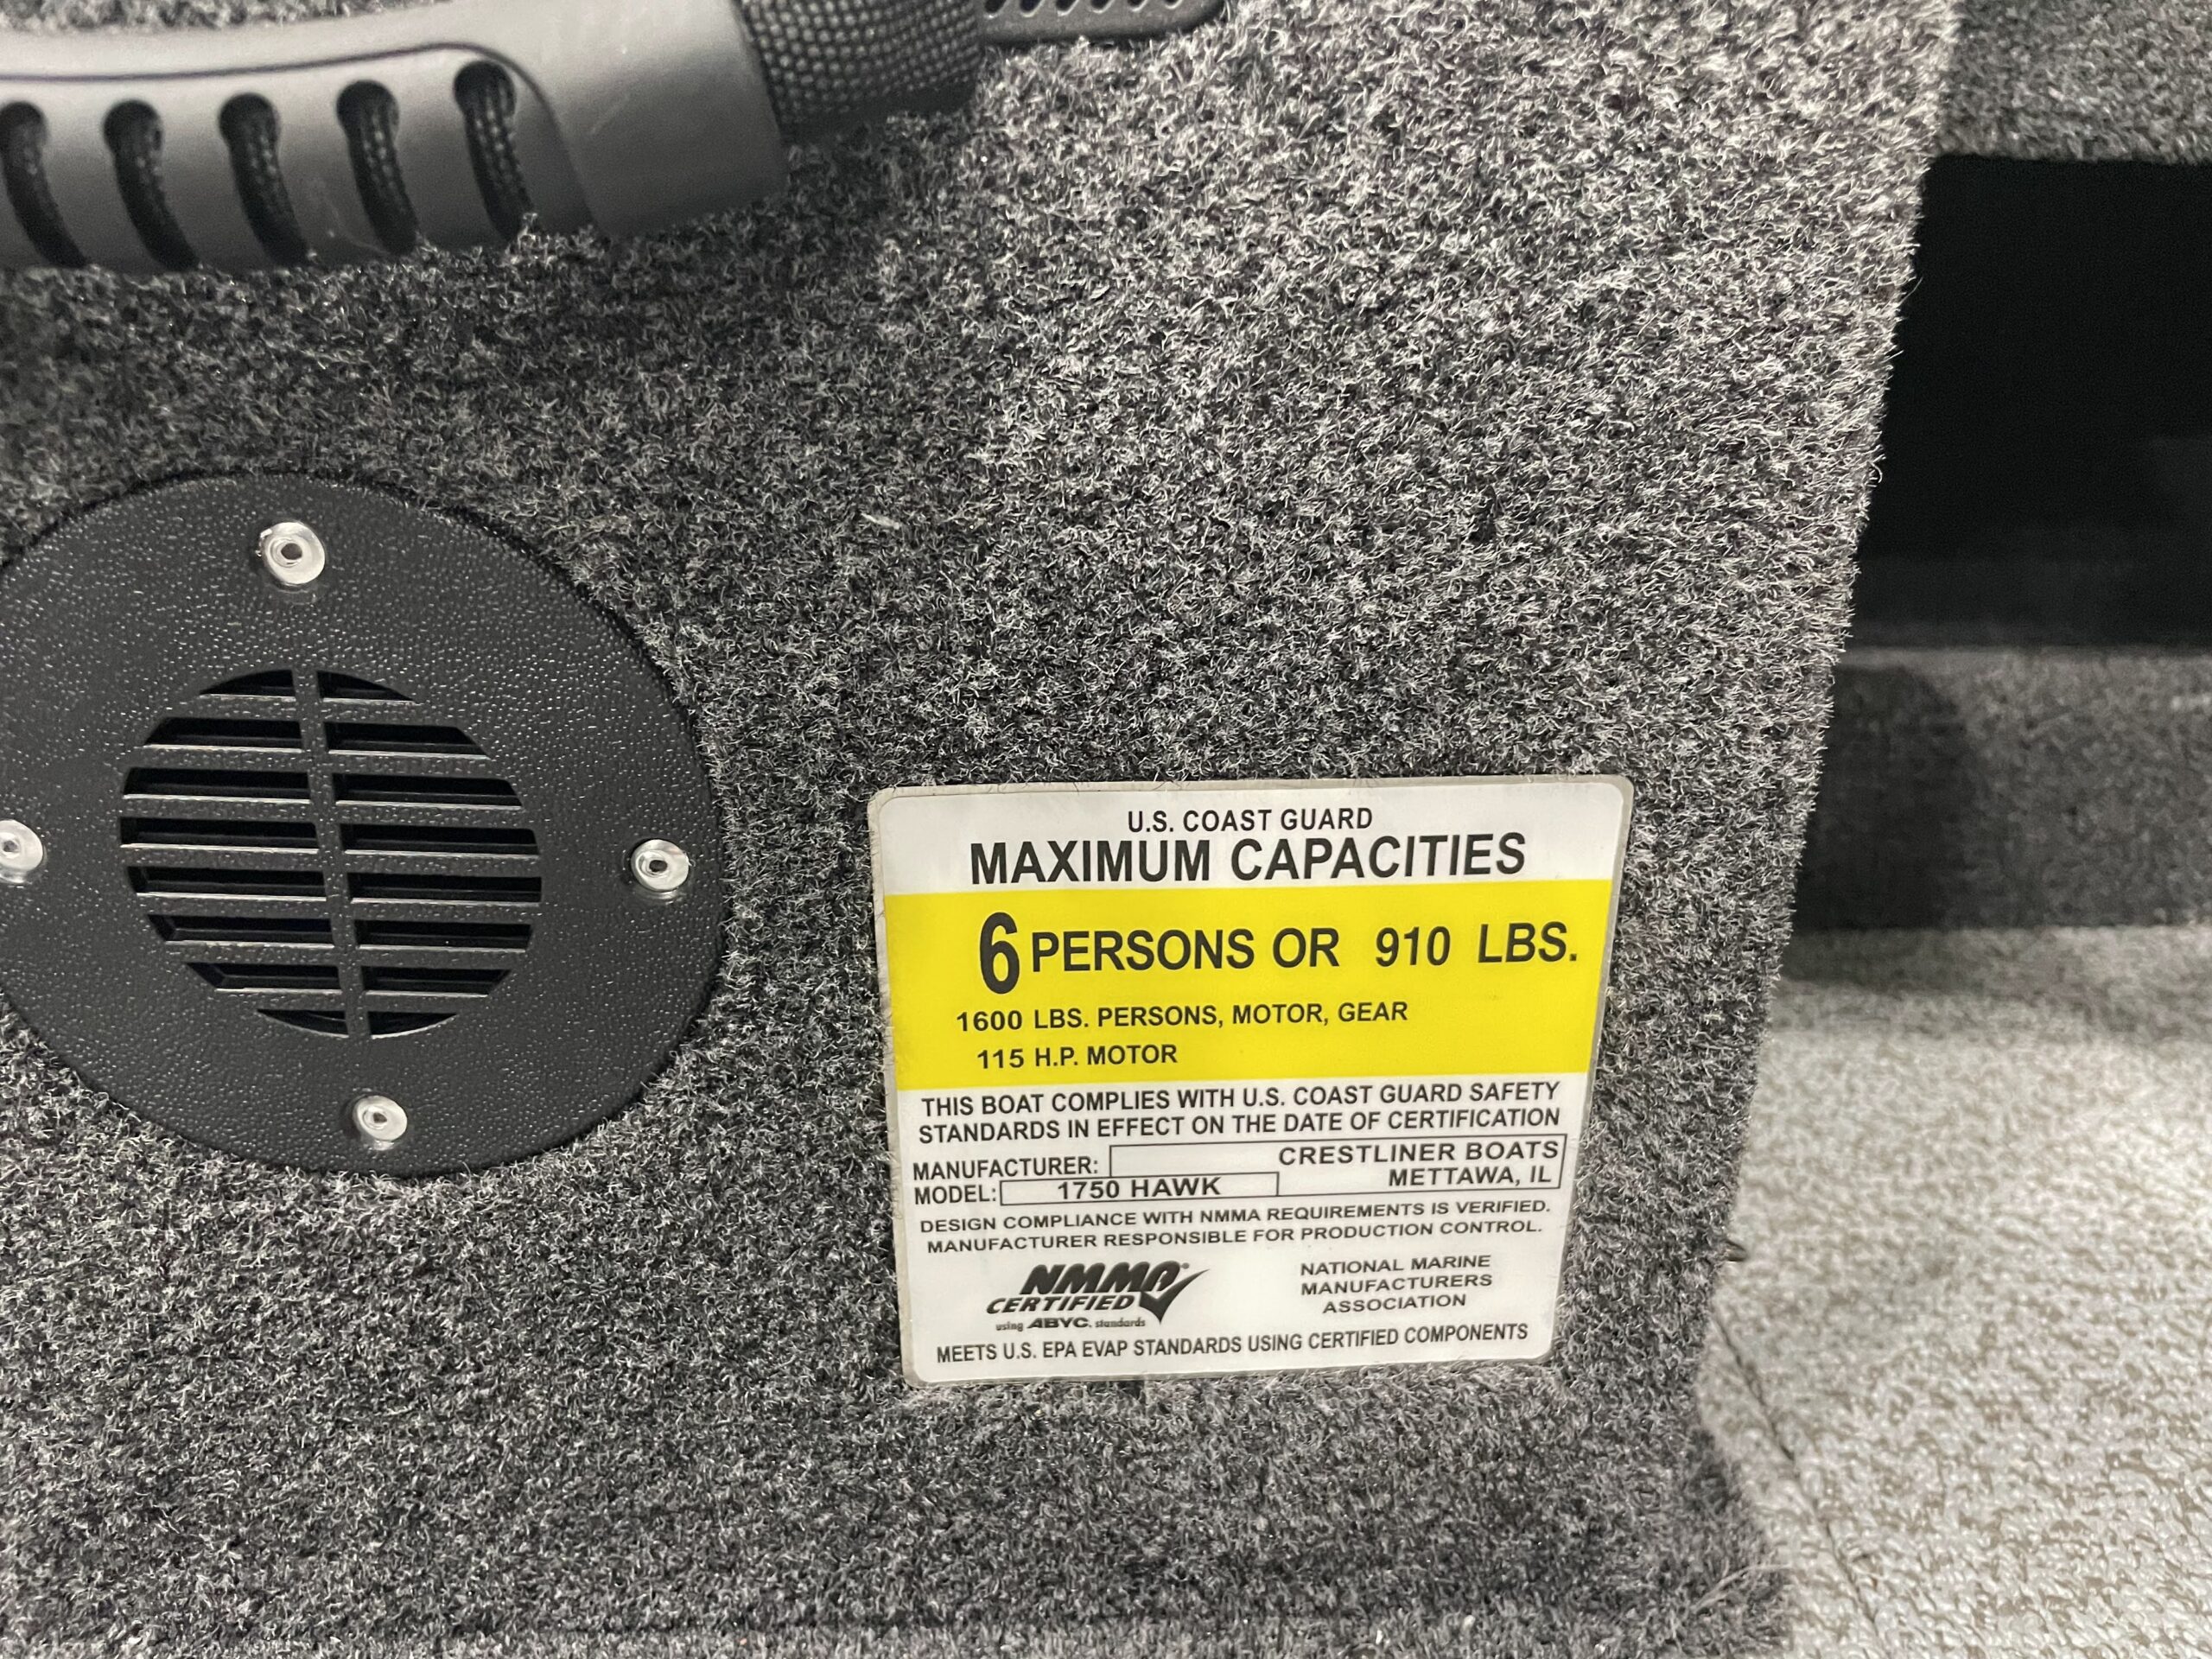 U.S. COAST GUARD
MAXIMUM CAPACITIES
6 PERSONS OR 910 LBS.
1600 LBS. PERSONS, MOTOR, GEAR
115 H.P. MOTOR
THIS BOAT COMPLIES WITH U.S. COAST GUARD SAFETY
STANDARDS IN EFFECT ON THE DATE OF CERTIFICATION
MANUFACTURER: CRESTLINER BOATS
METTAWA, IL
MODEL: 1750 HAWK
DESIGN COMPLIANCE WITH NMMA REQUIREMENTS IS VERIFIED.
MANUFACTURER RESPONSIBLE FOR PRODUCTION CONTROL.
NMMA®
CERTIFIED
using ABYC. standards
NATIONAL MARINE
MANUFACTURERS
ASSOCIATION
MEETS U.S. EPA EVAP STANDARDS USING CERTIFIED COMPONENTS